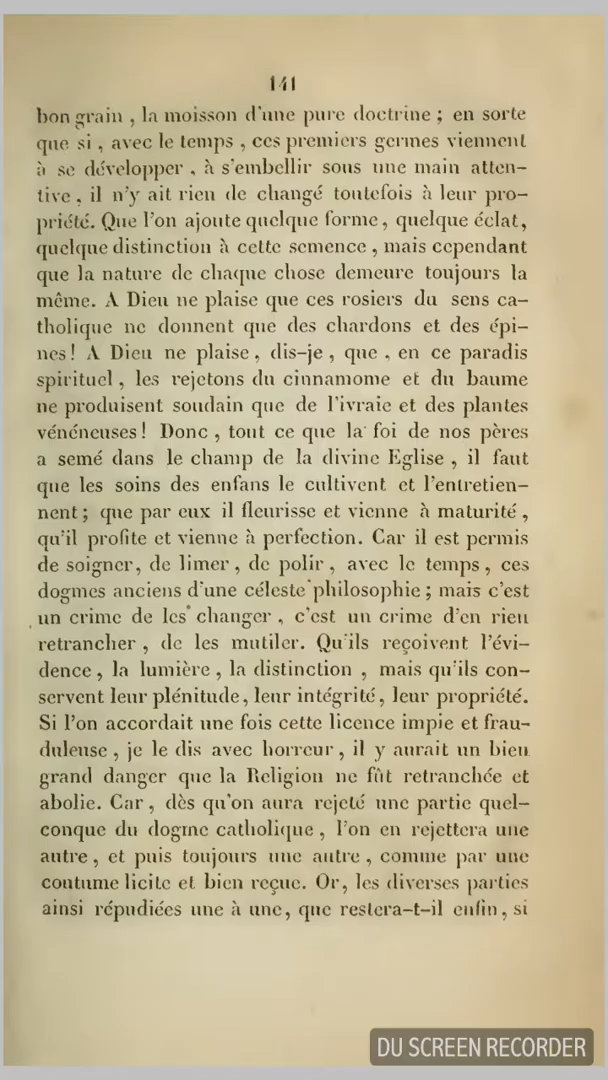 141
bon grain , la moisson d'une pure doctrine ; en sorte
que si , avec le temps , ces premiers germes viennent
à se développer , à s'embellir sous une main atten-
tive , il n'y ait rien de changé toutefois à leur pro-
priété. Que l'on ajoute quelque forme , quelque éclat,
quelque distinction à cette semence , mais cependant
que la nature de chaque chose demeure toujours la
même. A Dieu ne plaise que ces rosiers du sens ca-
tholique ne donnent que des chardons et des épi-
nes ! A Dieu ne plaise , dis-je , que , en ce paradis
spirituel , les rejetons du cinnamome et du baume
ne produisent soudain que de l'ivraie et des plantes
vénéneuses ! Donc , tout ce que la foi de nos pères
a semé dans le champ de la divine Eglise , il faut
que les soins des enfans le cultivent et l'entretien-
nent ; que par eux il fleurisse et vienne à maturité ,
qu'il profite et vienne à perfection. Car il est permis
de soigner, de limer , de polir , avec le temps , ces
dogmes anciens d'une céleste philosophie ; mais c'est
un crime de les changer , c'est un crime d'en rien
retrancher , de les mutiler. Qu'ils reçoivent l'évi-
dence , la lumière , la distinction , mais qu'ils con-
servent leur plénitude, leur intégrité, leur propriété.
Si l'on accordait une fois cette licence impie et frau-
duleuse , je le dis avec horreur , il y aurait un bien
grand danger que la Religion ne fût retranchée et
abolie. Car , dès qu'on aura rejeté une partie quel-
conque du dogme catholique , l'on en rejettera une
autre , et puis toujours une autre , comme par une
coutume licite et bien reçue. Or, les diverses parties
ainsi répudiées une à une, que restera-t-il enfin , si
DU SCREEN RECORDER